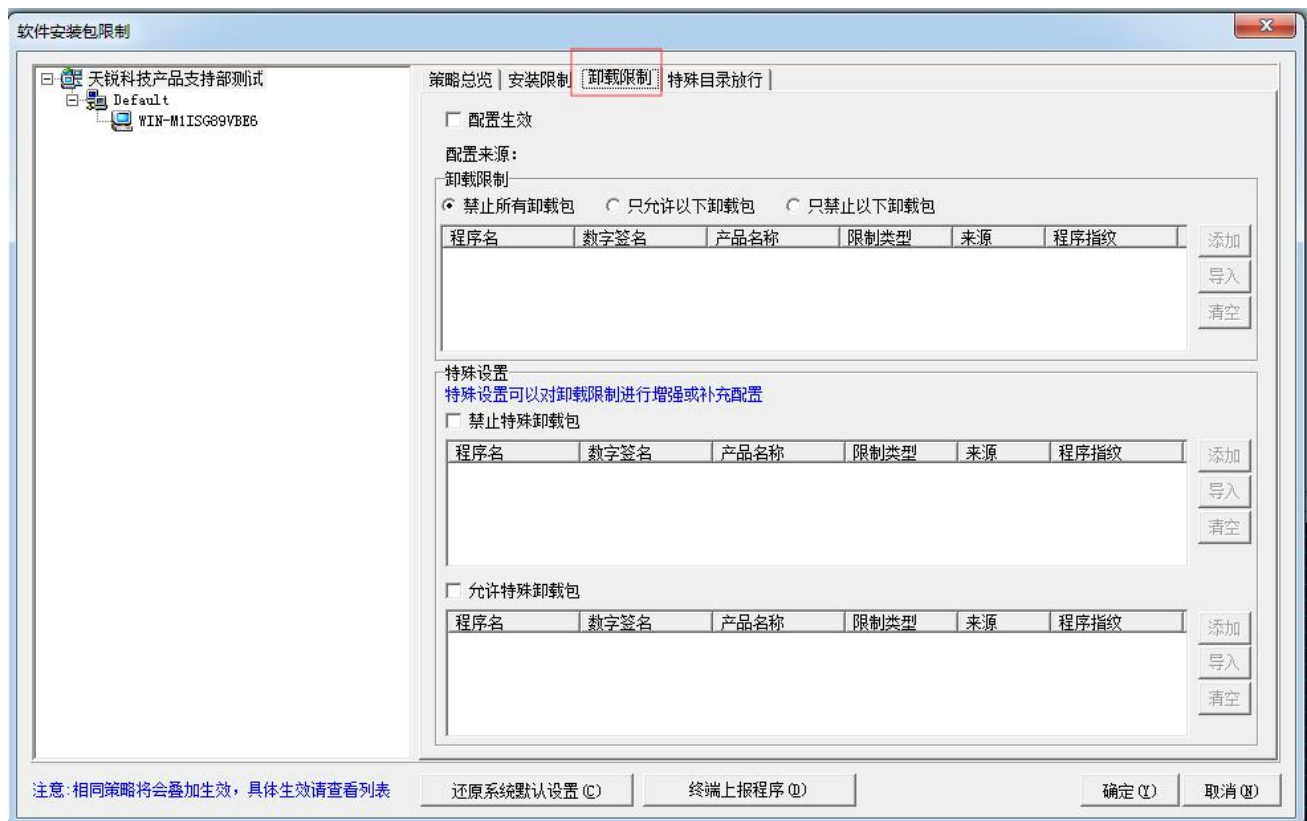 软件安装包限制
天锐科技产品支持部测试
Default
WIN-M1ISG89VBE6
策略总览 安装限制 卸载限制 特殊目录放行
配置生效
配置来源：
卸载限制
禁止所有卸载包 只允许以下卸载包 只禁止以下卸载包
程序名 数字签名 产品名称 限制类型 来源 程序指纹
添加
导入
清空
特殊设置
特殊设置可以对卸载限制进行增强或补充配置
禁止特殊卸载包
程序名 数字签名 产品名称 限制类型 来源 程序指纹
添加
导入
清空
允许特殊卸载包
程序名 数字签名 产品名称 限制类型 来源 程序指纹
添加
导入
清空
注意:相同策略将会叠加生效，具体生效请查看列表 还原系统默认设置(C) 终端上报程序(D) 确定(Y) 取消(N)